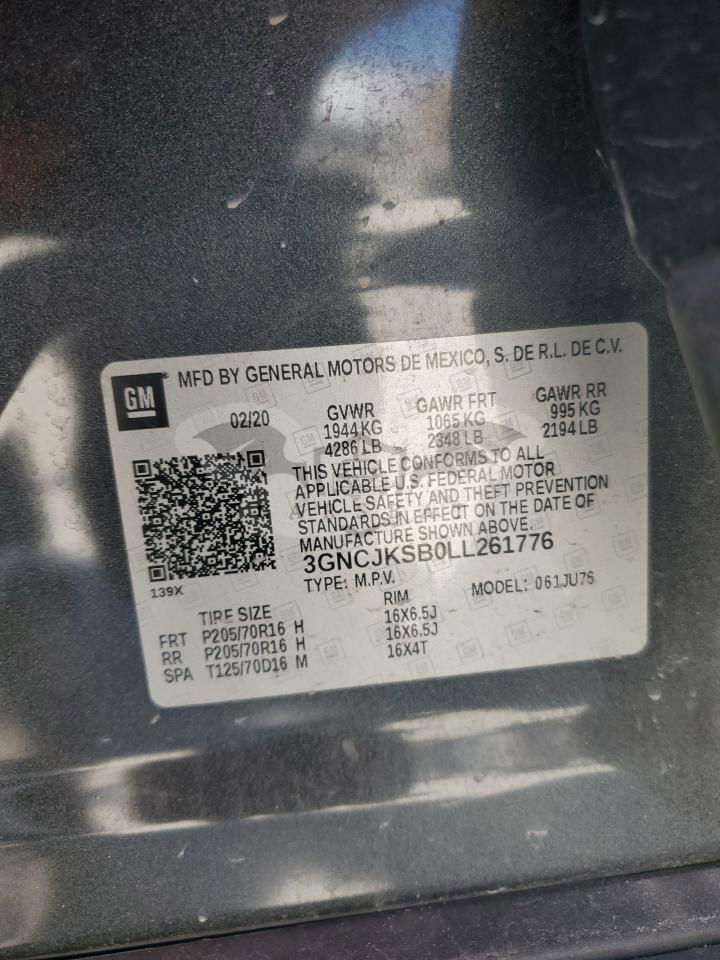 GM
MFD BY GENERAL MOTORS DE MEXICO, S. DE R.L. DE C.V.
02/20 GVWR GAWR FRT GAWR RR
1944 KG 1065 KG 995 KG
4286 LB 2348 LB 2194 LB
THIS VEHICLE CONFORMS TO ALL
APPLICABLE U.S. FEDERAL MOTOR
VEHICLE SAFETY AND THEFT PREVENTION
STANDARDS IN EFFECT ON THE DATE OF
MANUFACTURE SHOWN ABOVE.
3GNCJKSB0LL261776
139X
TYPE: M.P.V. MODEL: 061JU76
TIRE SIZE RIM
FRT P205/70R16 H 16X6.5J
RR P205/70R16 H 16X6.5J
SPA T125/70D16 M 16X4T